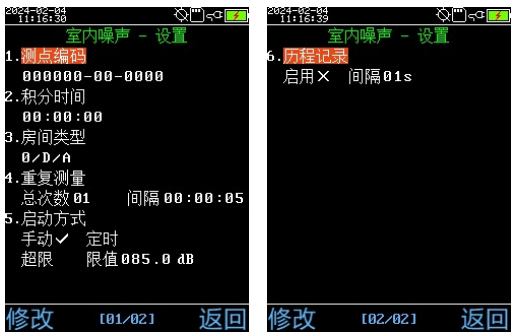 2024-02-04
11:16:30
室内噪声 - 设置
1.测点编码
000000-00-0000
2.积分时间
00:00:00
3.房间类型
0/D/A
4.重复测量
总次数01 间隔00:00:05
5.启动方式
手动✓ 定时
超限 限值085.0 dB
修改 [01/02] 返回
2024-02-04
11:16:39
室内噪声 - 设置
6.历程记录
启用× 间隔01s
修改 [02/02] 返回